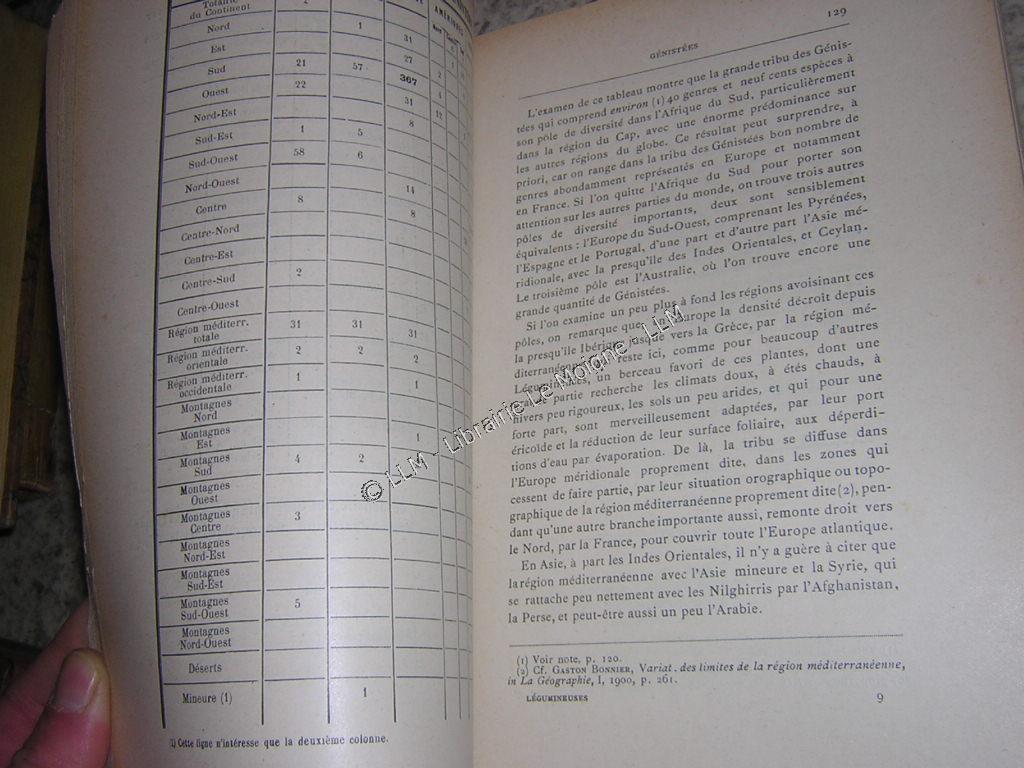 Totalité
du Continent 2
Nord 1
Est 31
Sud 21 57 27 2
Ouest 22 367 4
Nord-Est 31 12
Sud-Est 1 5 8
Sud-Ouest 58 6
Nord-Ouest
Centre 8 14
Centre-Nord 8
Centre-Est
Centre-Sud 2
Centre-Ouest
Région méditerr.
totale 31 31 31
Région méditerr.
orientale 2 2 2
Région méditerr.
occidentale 1 1
Montagnes
Nord
Montagnes
Est 1
Montagnes
Sud 4 2
Montagnes
Ouest
Montagnes
Centre 3
Montagnes
Nord-Est
Montagnes
Sud-Est
Montagnes
Sud-Ouest 5
Montagnes
Nord-Ouest
Déserts
Mineure (1) 1
(1) Cette ligne n'intéresse que la deuxième colonne.
GÉNISTÉES 129
L'examen de ce tableau montre que la grande tribu des Génis-
tées qui comprend environ (1) 40 genres et neuf cents espèces à
son pôle de diversité dans l'Afrique du Sud, particulièrement
dans la région du Cap, avec une énorme prédominance sur
les autres régions du globe. Ce résultat peut surprendre, à
priori, car on range dans la tribu des Génistéés bon nombre de
genres abondamment représentés en Europe et notamment
en France. Si l'on quitte l'Afrique du Sud pour porter son
attention sur les autres parties du monde, on trouve trois autres
pôles de diversité importants, deux sont sensiblement
équivalents : l'Europe du Sud-Ouest, comprenant les Pyrénées,
l'Espagne et le Portugal, d'une part et d'autre part l'Asie mé-
ridionale, avec la presqu'île des Indes Orientales, et Ceylan.
Le troisième pôle est l'Australie, où l'on trouve encore une
grande quantité de Génistées.
Si l'on examine un peu plus à fond les régions avoisinant ces
pôles, on remarque que en Europe la densité décroît depuis
la presqu'île Ibérique jusque vers la Grèce, par la région mé-
diterranéenne qui reste ici, comme pour beaucoup d'autres
Légumineuses, un berceau favori de ces plantes, dont une
grande partie recherche les climats doux, à étés chauds, à
hivers peu rigoureux, les sols un peu arides, et qui pour une
forte part, sont merveilleusement adaptées, par leur port
éricoïde et la réduction de leur surface foliaire, aux déperdi-
tions d'eau par évaporation. De là, la tribu se diffuse dans
l'Europe méridionale proprement dite, dans les zones qui
cessent de faire partie, par leur situation orographique ou topo-
graphique de la région méditerranéenne proprement dite (2), pen-
dant qu'une autre branche importante aussi, remonte droit vers
le Nord, par la France, pour couvrir toute l'Europe atlantique.
En Asie, à part les Indes Orientales, il n'y a guère à citer que
la région méditerranéenne avec l'Asie mineure et la Syrie, qui
se rattache peu nettement avec les Nilghirris par l'Afghanistan,
la Perse, et peut-être aussi un peu l'Arabie.
(1) Voir note, p. 120.
(2) Cf. GASTON BONNIER, Variat. des limites de la région méditerranéenne,
in La Géographie, I, 1900, p. 261.
LÉGUMINEUSES 9
© LLM - Librairie Le Moigne - LLM